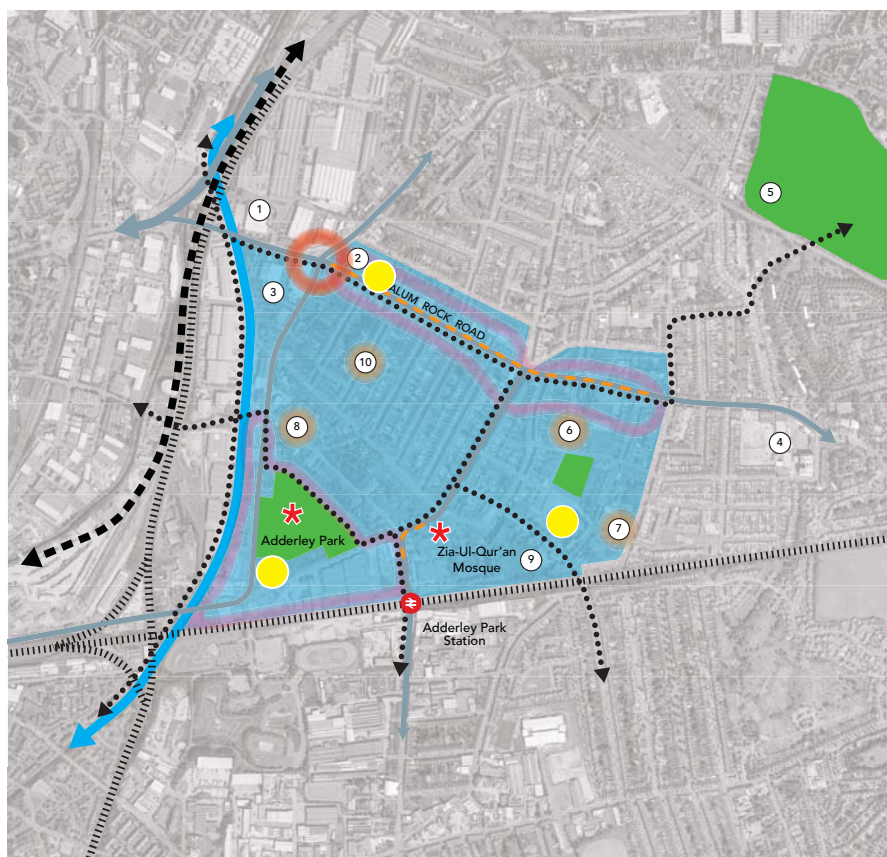 5
1
2
3
ALUM ROCK ROAD
10
8
6
4
Adderley Park
7
Zia-Ul-Qur'an
Mosque
9
Adderley Park
Station